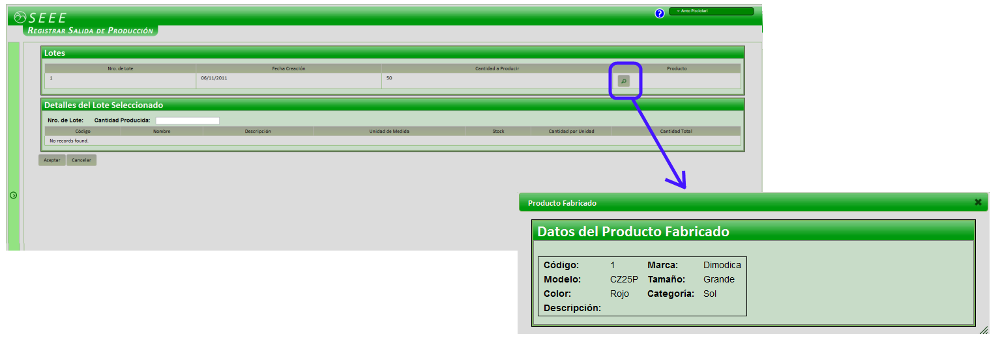 SEEE
? Anto Pisciolari
REGISTRAR SALIDA DE PRODUCCIÓN
Lotes
Nro. de Lote Fecha Creación Cantidad a Producir Producto
1 06/11/2011 50
Detalles del Lote Seleccionado
Nro. de Lote: Cantidad Producida:
Código Nombre Descripción Unidad de Medida Stock Cantidad por Unidad Cantidad Total
No records found.
Aceptar Cancelar
Producto Fabricado
Datos del Producto Fabricado
Código: 1 Marca: Dimodica
Modelo: CZ25P Tamaño: Grande
Color: Rojo Categoría: Sol
Descripción: